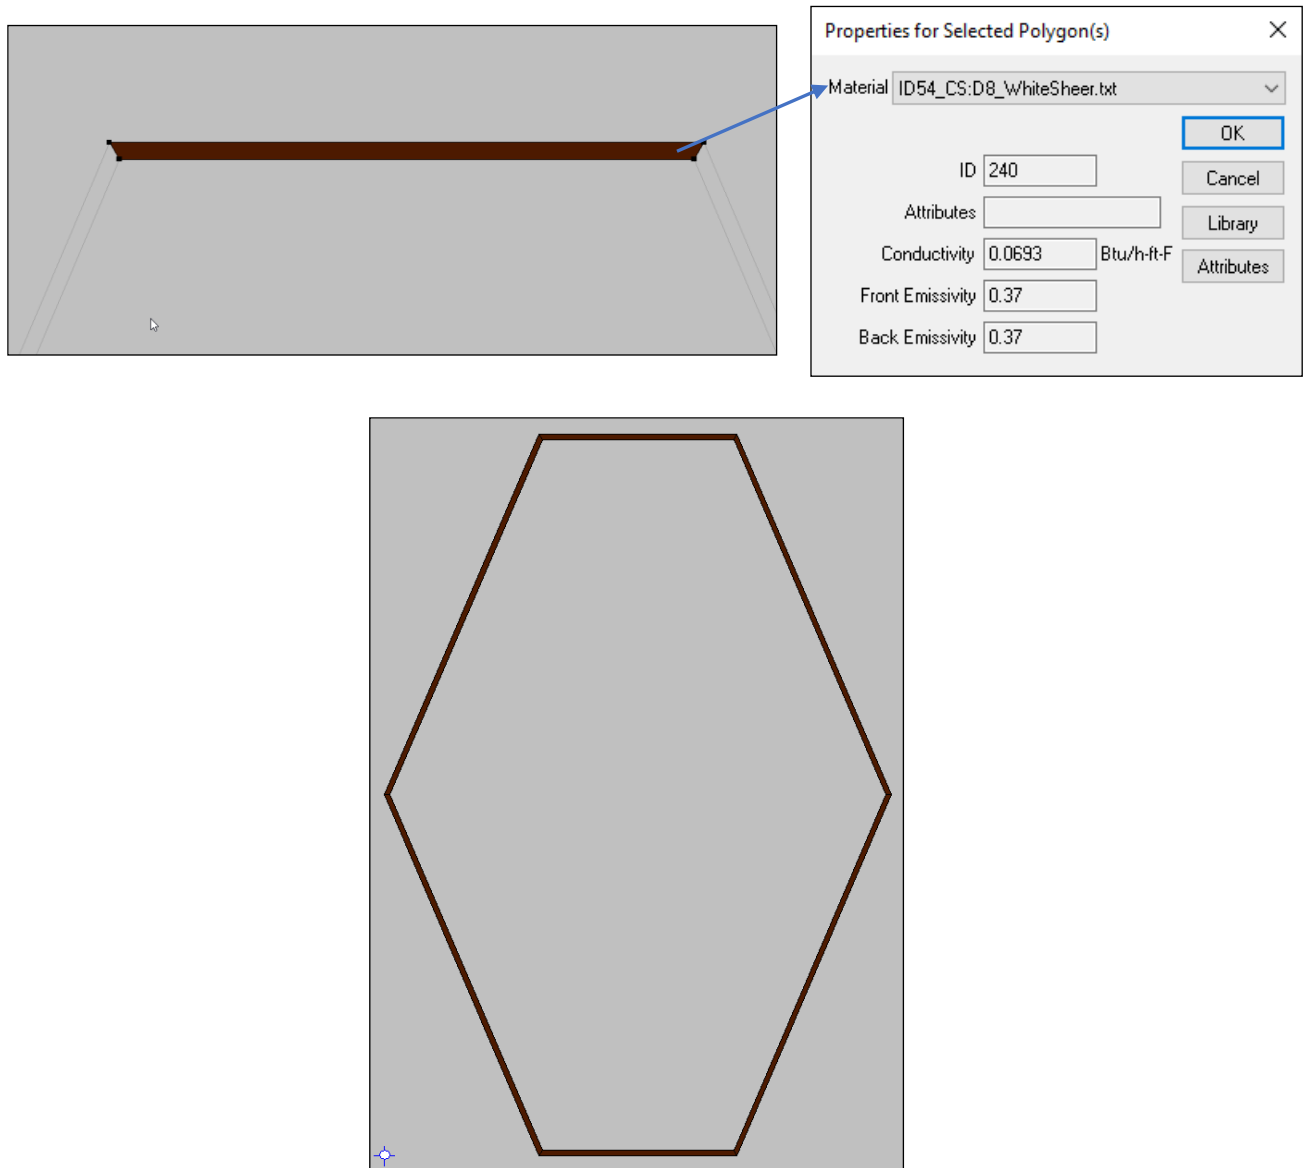 Properties for Selected Polygon(s)
Material ID54_CS:D8_WhiteSheer.txt
OK
ID 240
Cancel
Attributes
Library
Conductivity 0.0693 Btu/h-ft-F
Attributes
Front Emissivity 0.37
Back Emissivity 0.37